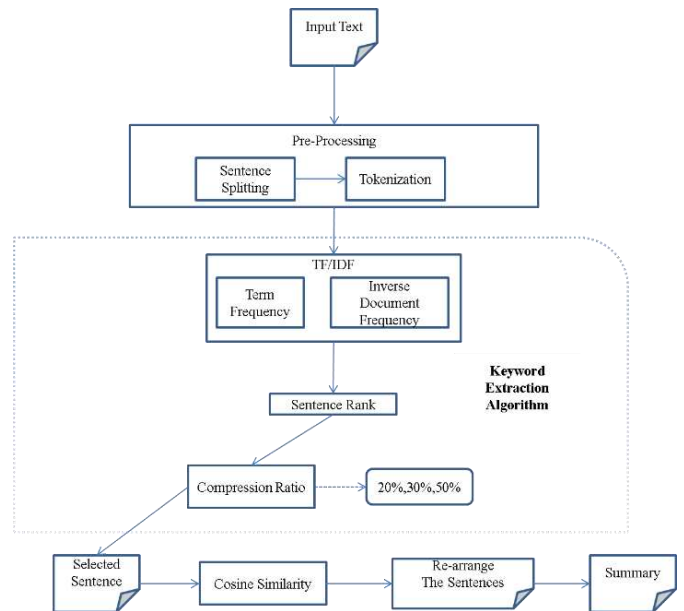 Input Text
Pre-Processing
Sentence
Splitting
Tokenization
TF/IDF
Term
Frequency
Inverse
Document
Frequency
Keyword
Extraction
Algorithm
Sentence Rank
Compression Ratio
20%,30%,50%
Selected
Sentence
Cosine Similarity
Re-arrange
The Sentences
Summary